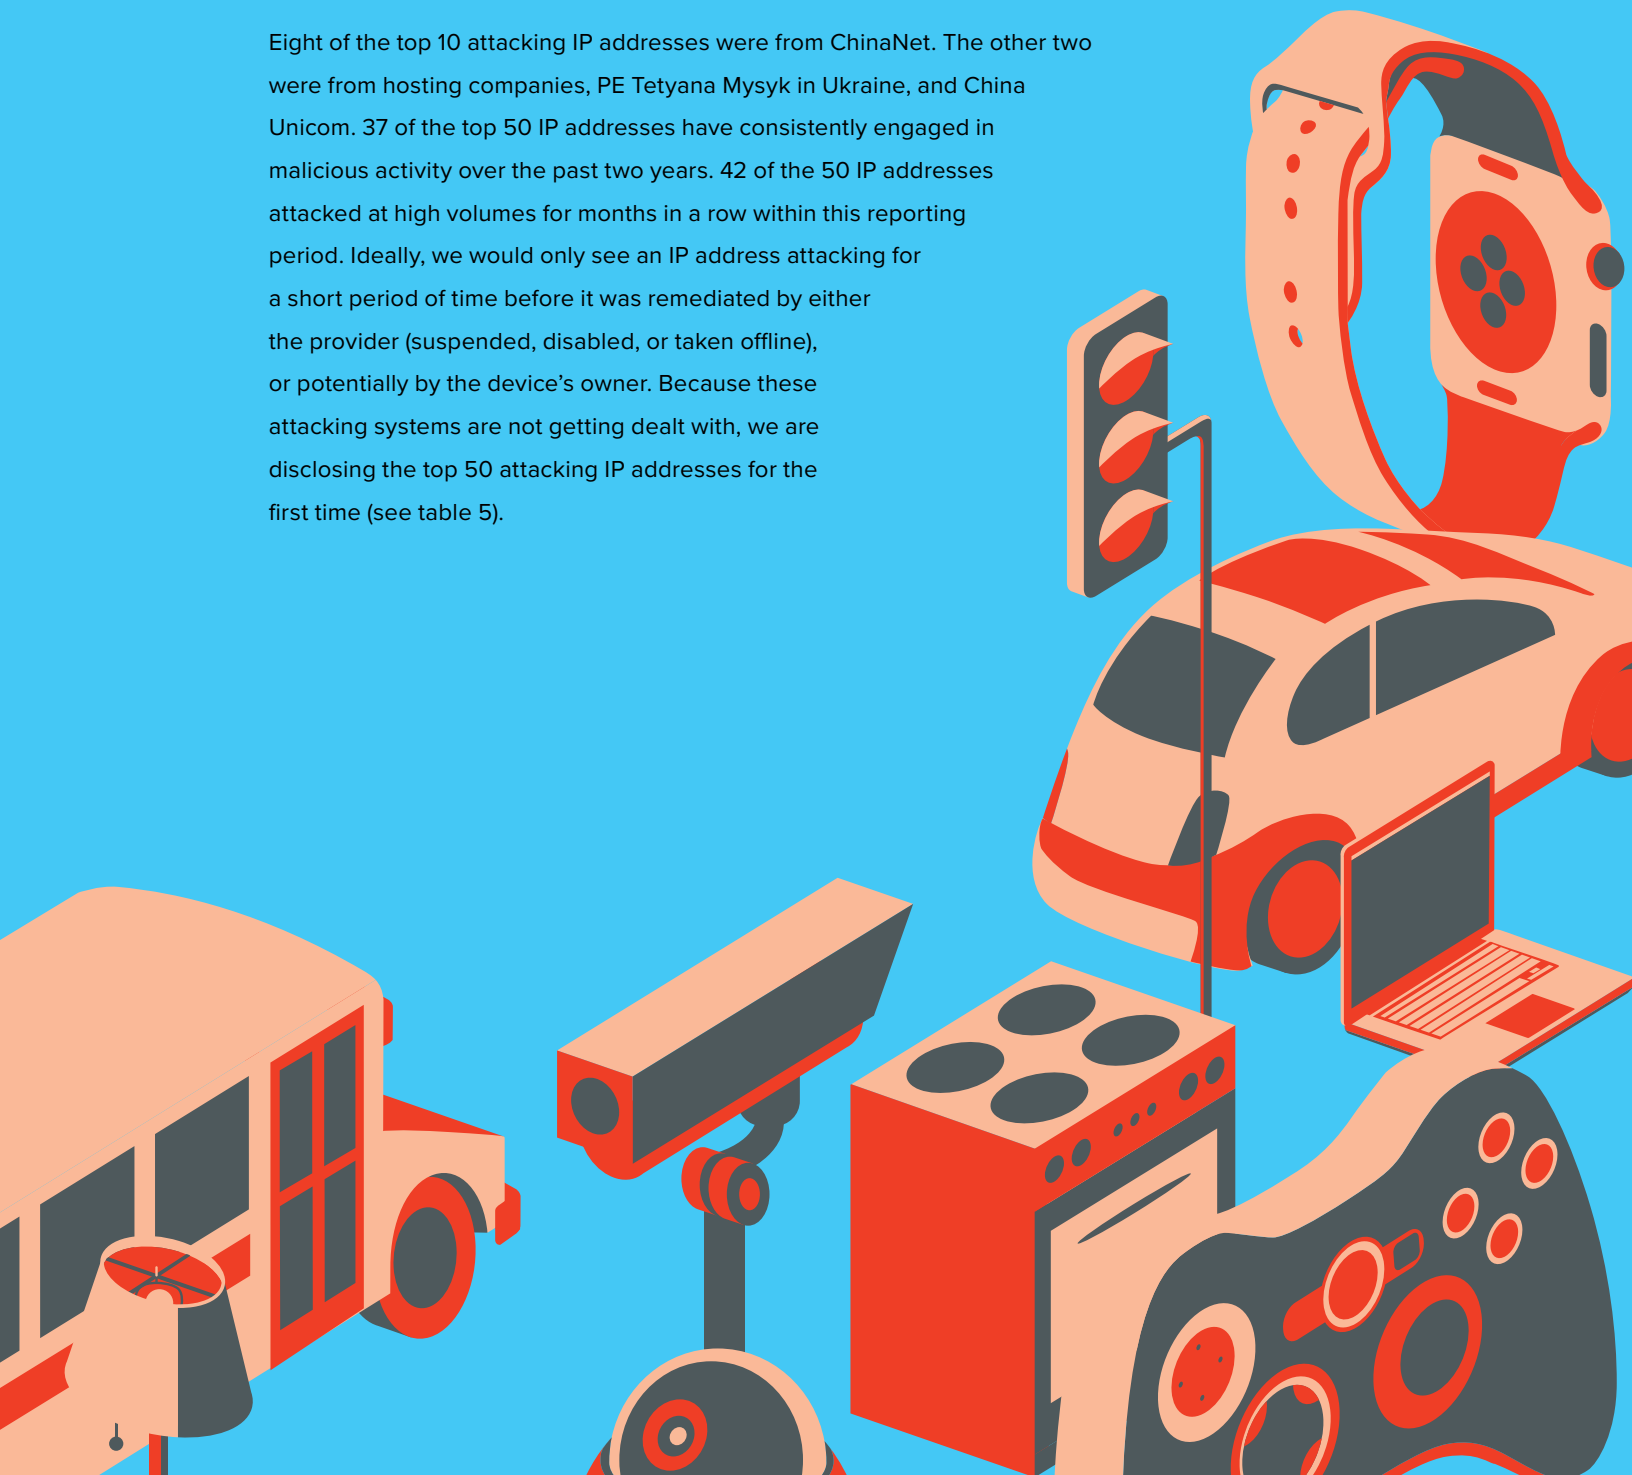 Eight of the top 10 attacking IP addresses were from ChinaNet. The other two
were from hosting companies, PE Tetyana Mysyk in Ukraine, and China
Unicom. 37 of the top 50 IP addresses have consistently engaged in
malicious activity over the past two years. 42 of the 50 IP addresses
attacked at high volumes for months in a row within this reporting
period. Ideally, we would only see an IP address attacking for
a short period of time before it was remediated by either
the provider (suspended, disabled, or taken offline),
or potentially by the device’s owner. Because these
attacking systems are not getting dealt with, we are
disclosing the top 50 attacking IP addresses for the
first time (see table 5).